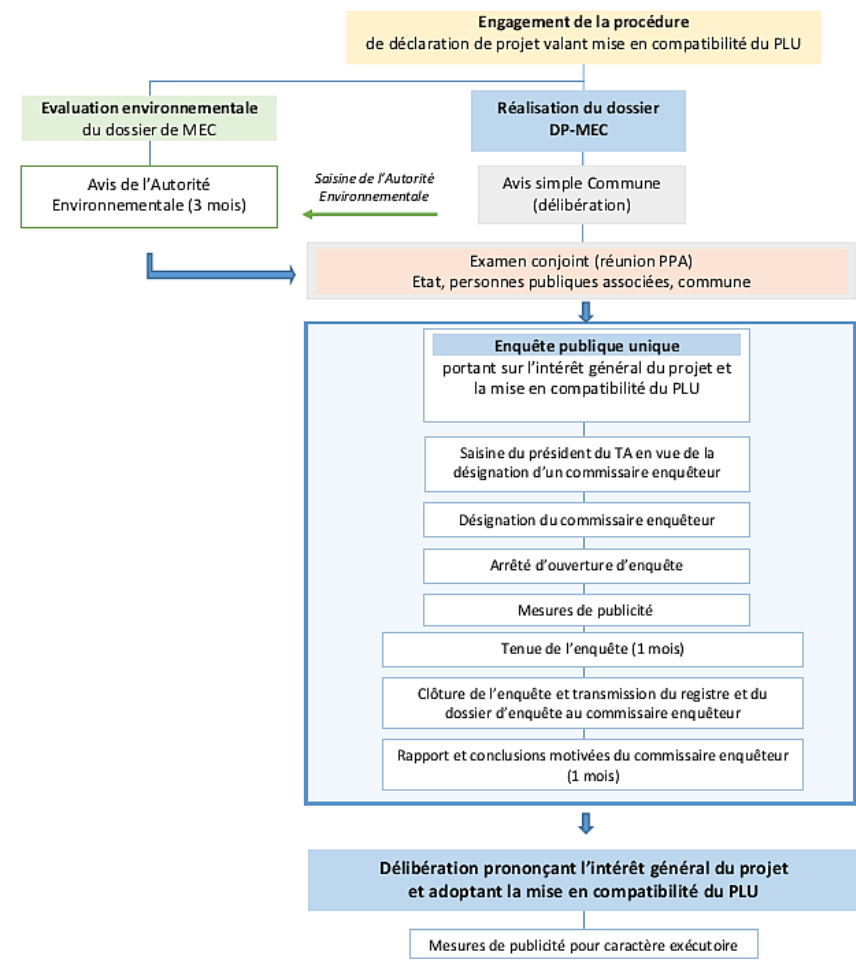 Engagement de la procédure
de déclaration de projet valant mise en compatibilité du PLU
Evaluation environnementale
du dossier de MEC
Réalisation du dossier
DP-MEC
Avis de l'Autorité
Environnementale (3 mois)
Saisine de l'Autorité
Environnementale
Avis simple Commune
(délibération)
Examen conjoint (réunion PPA)
Etat, personnes publiques associées, commune
Enquête publique unique
portant sur l'intérêt général du projet et
la mise en compatibilité du PLU
Saisine du président du TA en vue de la
désignation d'un commissaire enquêteur
Désignation du commissaire enquêteur
Arrêté d'ouverture d'enquête
Mesures de publicité
Tenue de l'enquête (1 mois)
Clôture de l'enquête et transmission du registre et du
dossier d'enquête au commissaire enquêteur
Rapport et conclusions motivées du commissaire enquêteur
(1 mois)
Délibération prononçant l'intérêt général du projet
et adoptant la mise en compatibilité du PLU
Mesures de publicité pour caractère exécutoire